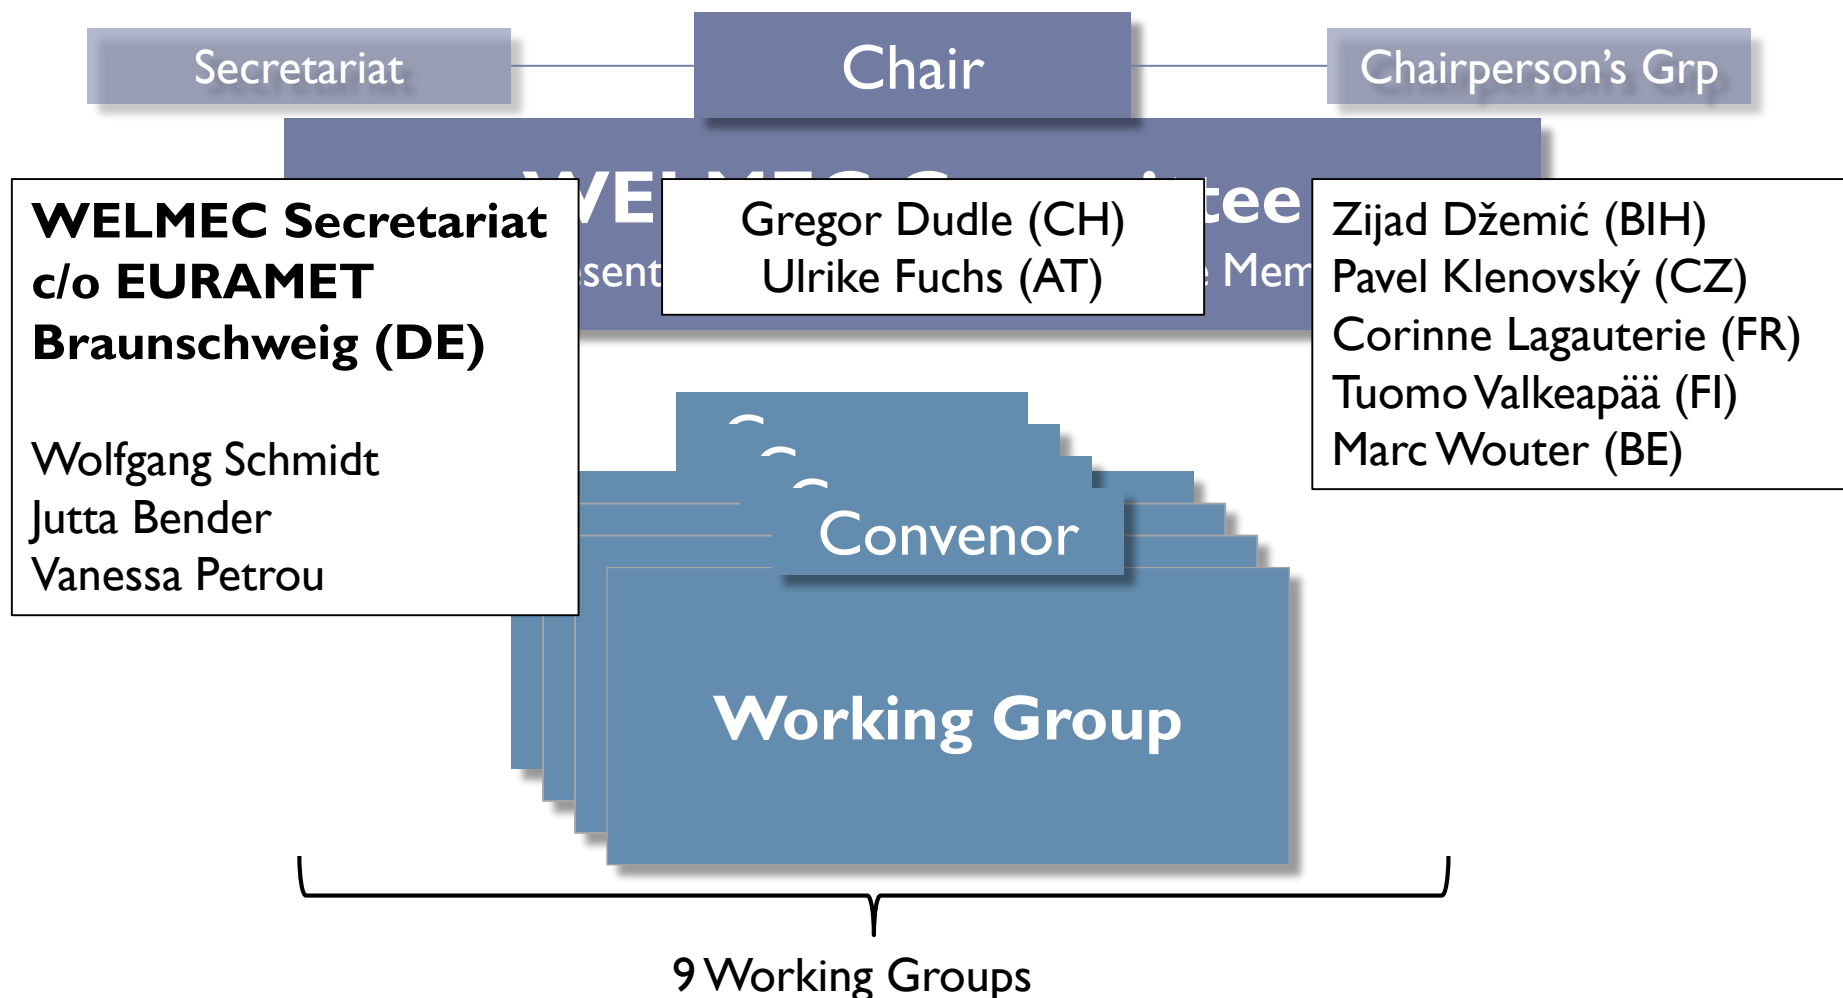 Secretariat
Chair
Chairperson's Grp
WELMEC Secretariat
c/o EURAMET
Braunschweig (DE)
Wolfgang Schmidt
Jutta Bender
Vanessa Petrou
Gregor Dudle (CH)
Ulrike Fuchs (AT)
Zijad Džemić (BIH)
Pavel Klenovský (CZ)
Corinne Lagauterie (FR)
Tuomo Valkeapää (FI)
Marc Wouter (BE)
Convenor
Working Group
9 Working Groups